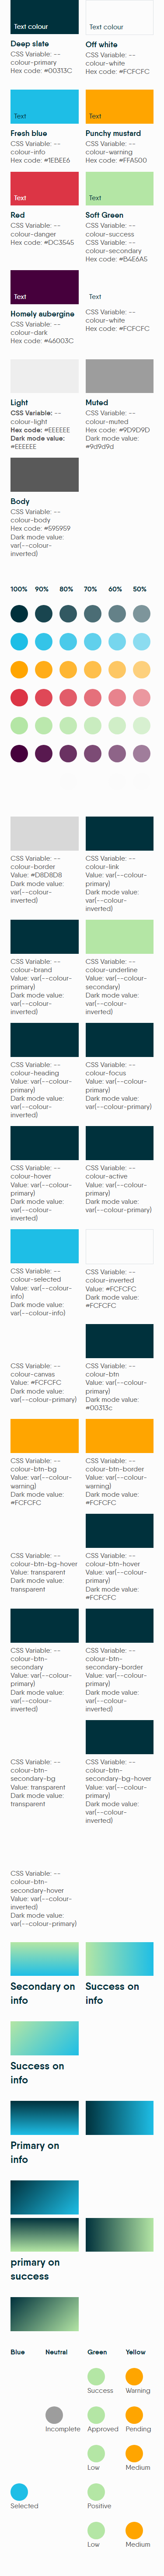 Text colour
Text colour
Deep slate
CSS Variable: --
colour-primary
Hex code: #00313C
Off white
CSS Variable: --
colour-white
Hex code: #FCFCFC
Text
Text
Fresh blue
CSS Variable: --
colour-info
Hex code: #1EBEE6
Punchy mustard
CSS Variable: --
colour-warning
Hex code: #FFA500
Text
Text
Red
CSS Variable: --
colour-danger
Hex code: #DC3545
Soft Green
CSS Variable: --
colour-success
CSS Variable: --
colour-secondary
Hex code: #B4E6A5
Text
Text
Homely aubergine
CSS Variable: --
colour-dark
Hex code: #46003C
CSS Variable: --
colour-white
Hex code: #FCFCFC
Light
CSS Variable: --
colour-light
Hex code: #EEEEEE
Dark mode value:
#EEEEEE
Muted
CSS Variable: --
colour-muted
Hex code: #9D9D9D
Dark mode value:
#9d9d9d
Body
CSS Variable: --
colour-body
Hex code: #595959
Dark mode value:
var(--colour-
inverted)
100% 90% 80% 70% 60% 50%
CSS Variable: --
colour-border
Value: #D8D8D8
Dark mode value:
var(--colour-
inverted)
CSS Variable: --
colour-link
Value: var(--colour-
primary)
Dark mode value:
var(--colour-
inverted)
CSS Variable: --
colour-brand
Value: var(--colour-
primary)
Dark mode value:
var(--colour-
inverted)
CSS Variable: --
colour-underline
Value: var(--colour-
secondary)
Dark mode value:
var(--colour-
inverted)
CSS Variable: --
colour-heading
Value: var(--colour-
primary)
Dark mode value:
var(--colour-
inverted)
CSS Variable: --
colour-focus
Value: var(--colour-
primary)
Dark mode value:
var(--colour-primary)
CSS Variable: --
colour-hover
Value: var(--colour-
primary)
Dark mode value:
var(--colour-
inverted)
CSS Variable: --
colour-active
Value: var(--colour-
primary)
Dark mode value:
var(--colour-primary)
CSS Variable: --
colour-selected
Value: var(--colour-
info)
Dark mode value:
var(--colour-info)
CSS Variable: --
colour-inverted
Value: #FCFCFC
Dark mode value:
#FCFCFC
CSS Variable: --
colour-canvas
Value: #FCFCFC
Dark mode value:
var(--colour-primary)
CSS Variable: --
colour-btn
Value: var(--colour-
primary)
Dark mode value:
#00313c
CSS Variable: --
colour-btn-bg
Value: var(--colour-
warning)
Dark mode value:
#FCFCFC
CSS Variable: --
colour-btn-border
Value: var(--colour-
warning)
Dark mode value:
#FCFCFC
CSS Variable: --
colour-btn-bg-hover
Value: transparent
Dark mode value:
transparent
CSS Variable: --
colour-btn-hover
Value: var(--colour-
primary)
Dark mode value:
#FCFCFC
CSS Variable: --
colour-btn-
secondary
Value: var(--colour-
primary)
Dark mode value:
var(--colour-
inverted)
CSS Variable: --
colour-btn-
secondary-border
Value: var(--colour-
primary)
Dark mode value:
var(--colour-
inverted)
CSS Variable: --
colour-btn-
secondary-bg
Value: transparent
Dark mode value:
transparent
CSS Variable: --
colour-btn-
secondary-bg-hover
Value: var(--colour-
primary)
Dark mode value:
var(--colour-
inverted)
CSS Variable: --
colour-btn-
secondary-hover
Value: var(--colour-
inverted)
Dark mode value:
var(--colour-primary)
Secondary on
info
Success on
info
Success on
info
Primary on
info
primary on
success
Blue Neutral Green Yellow
Success Warning
Incomplete Approved Pending
Low Medium
Selected Positive
Low Medium